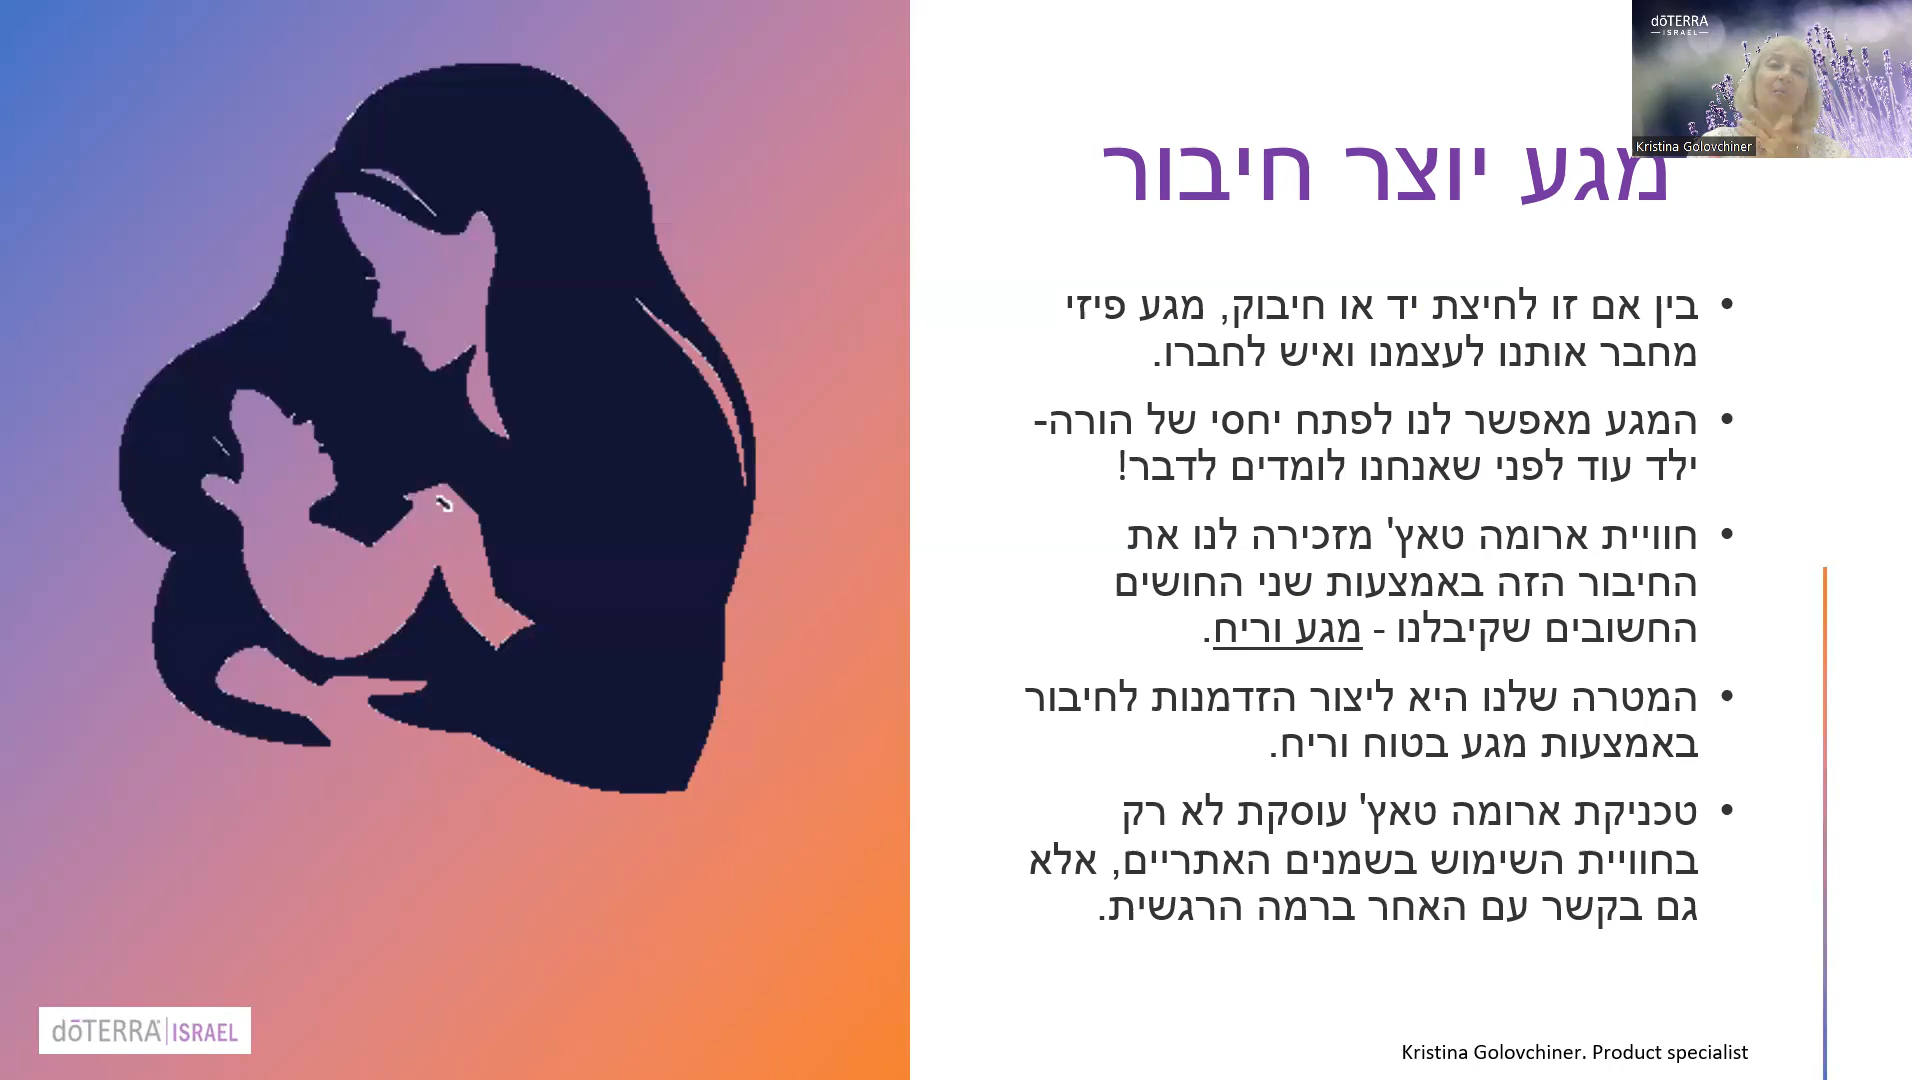 dōTERRA
ISRAEL
Kristina Golovchiner
מגע יוצר חיבור
• בין אם זו לחיצת יד או חיבוק, מגע פיזי
מחבר אותנו לעצמנו ואיש לחברו.
• המגע מאפשר לנו לפתח יחסי של הורה-
ילד עוד לפני שאנחנו לומדים לדבר!
• חוויית ארומה טאץ' מזכירה לנו את
החיבור הזה באמצעות שני החושים
החשובים שקיבלנו - מגע וריח.
• המטרה שלנו היא ליצור הזדמנות לחיבור
באמצעות מגע בטוח וריח.
• טכניקת ארומה טאץ' עוסקת לא רק
בחוויית השימוש בשמנים האתריים, אלא
גם בקשר עם האחר ברמה הרגשית.
dōTERRA | ISRAEL
Kristina Golovchiner. Product specialist